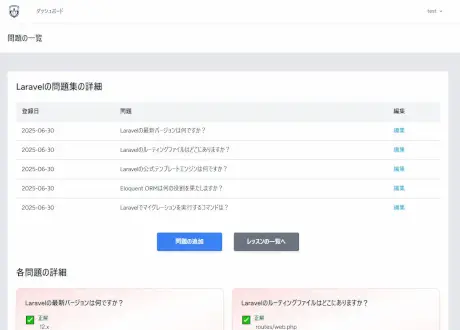 ダッシュボード
test
問題の一覧
Laravelの問題集の詳細
登録日 問題 編集
2025-06-30 Laravelの最新バージョンは何ですか？ 編集
2025-06-30 Laravelのルーティングファイルはどこにありますか？ 編集
2025-06-30 Laravelの公式テンプレートエンジンは何ですか？ 編集
2025-06-30 Eloquent ORMは何の役割を果たしますか？ 編集
2025-06-30 Laravelでマイグレーションを実行するコマンドは？ 編集
問題の追加 レッスンの一覧へ
各問題の詳細
Laravelの最新バージョンは何ですか？
正解
12.x
Laravelのルーティングファイルはどこにありますか？
正解
routes/web.php